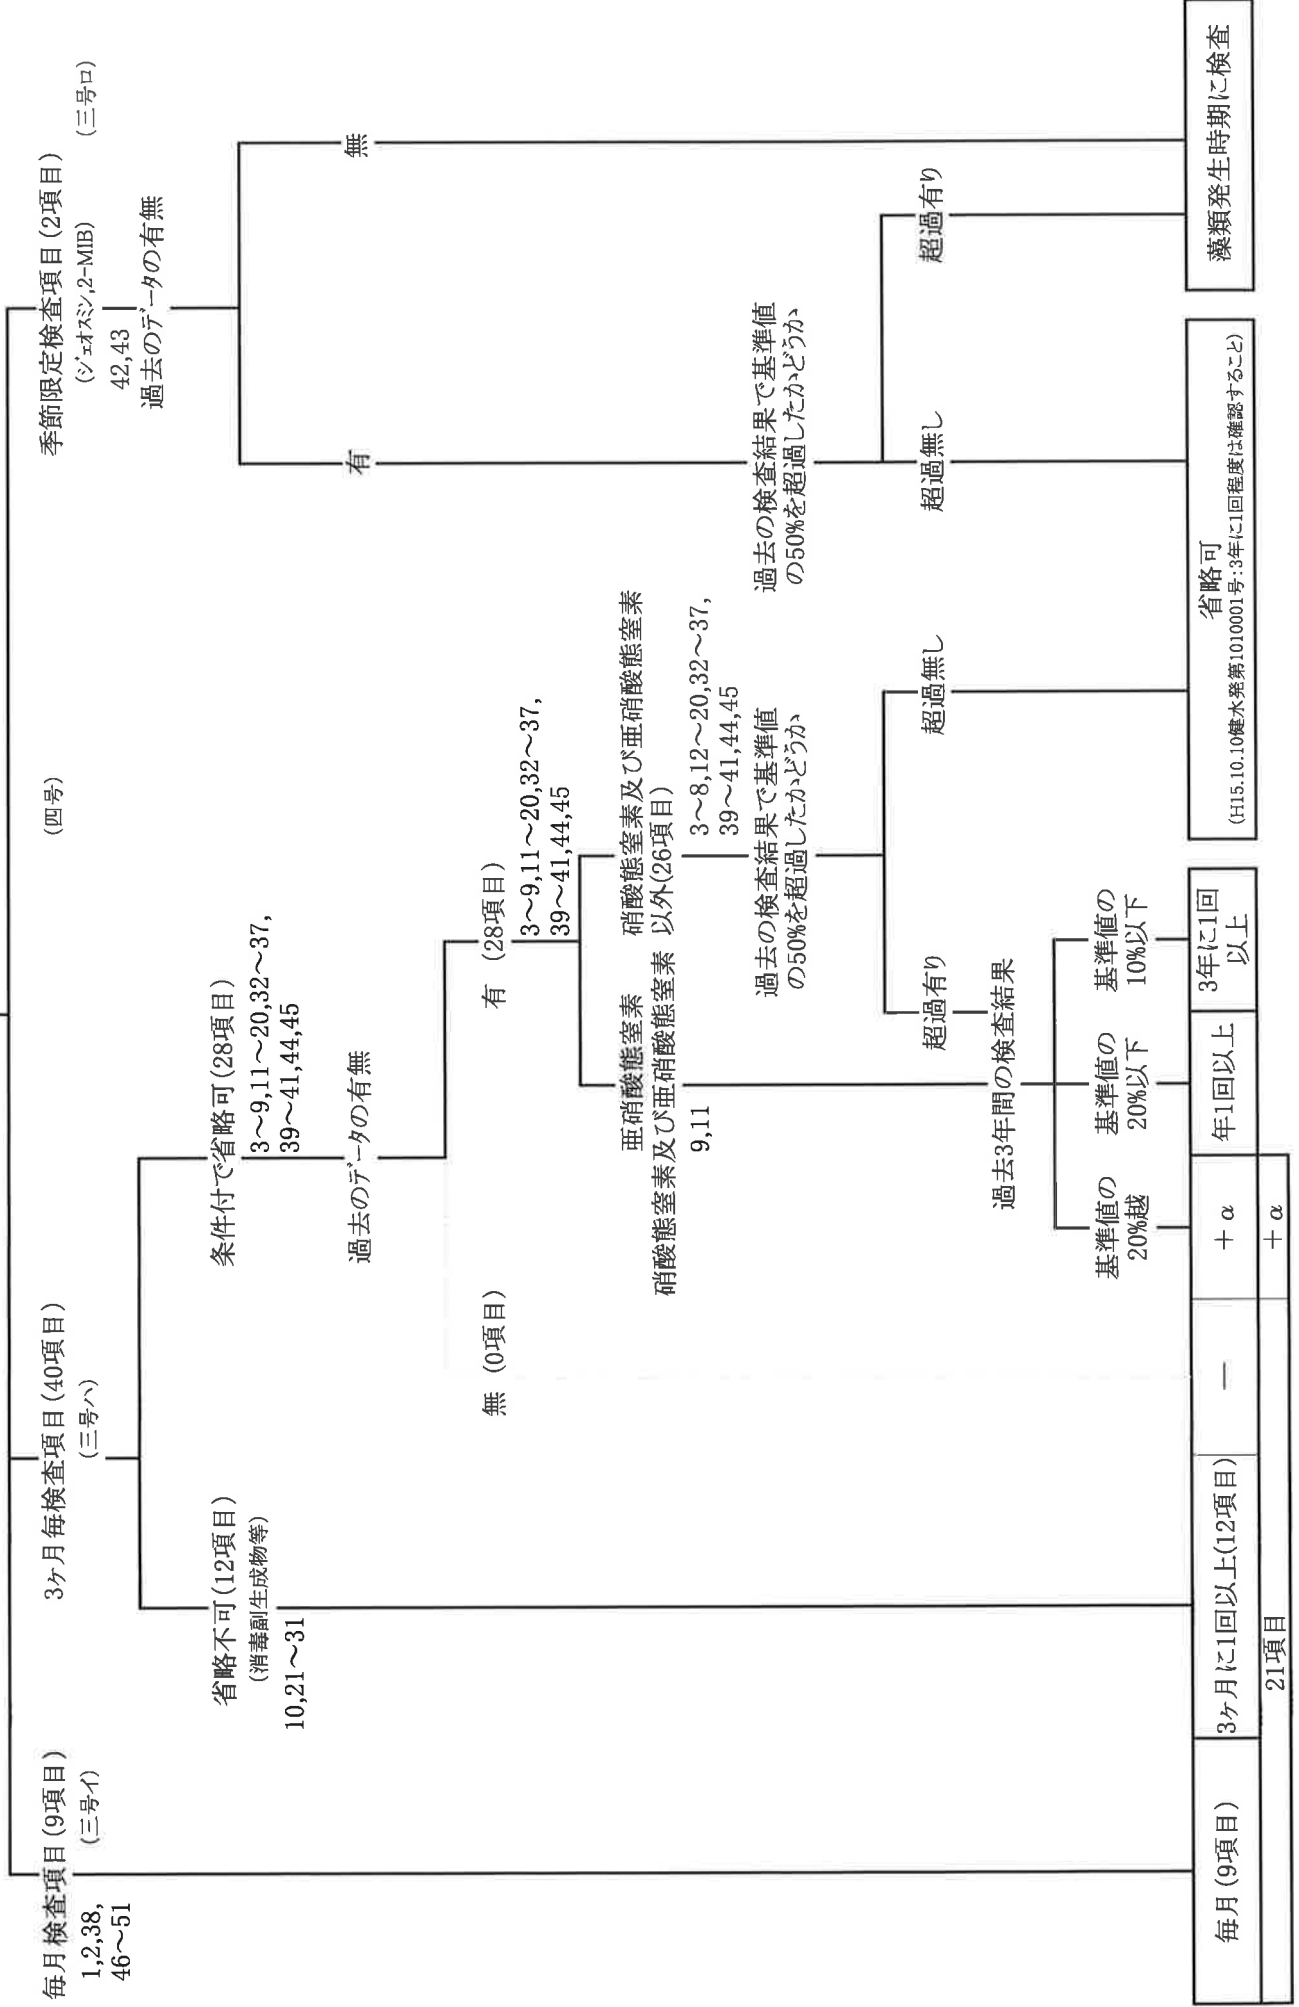 毎月検査項目(9項目)
(三号イ)
1,2,38,
46～51
3ヶ月毎検査項目(40項目)
(三号ハ)
(四号)
季節限定検査項目(2項目)
(ジェオスミン,2-MIB)
(三号ロ)
42,43
過去のデータの有無
省略不可(12項目)
(消毒副生成物等)
10,21～31
条件付で省略可(28項目)
3～9,11～20,32～37,
39～41,44,45
過去のデータの有無
有
無
無 (0項目)
有 (28項目)
3～9,11～20,32～37,
39～41,44,45
亜硝酸態窒素
硝酸態窒素及び亜硝酸態窒素
9,11
硝酸態窒素及び亜硝酸態窒素
以外(26項目)
3～8,12～20,32～37,
39～41,44,45
過去の検査結果で基準値
の50%を超過したかどうか
過去の検査結果で基準値
の50%を超過したかどうか
超過有り
超過無し
超過無し
超過有り
過去3年間の検査結果
基準値の
20%越
基準値の
20%以下
基準値の
10%以下
毎月(9項目)
3ヶ月に1回以上(12項目)
－
＋α
年1回以上
3年に1回
以上
省略可
(H15.10.10健水発第1010001号:3年に1回程度は確認すること)
藻類発生時期に検査
21項目
＋α